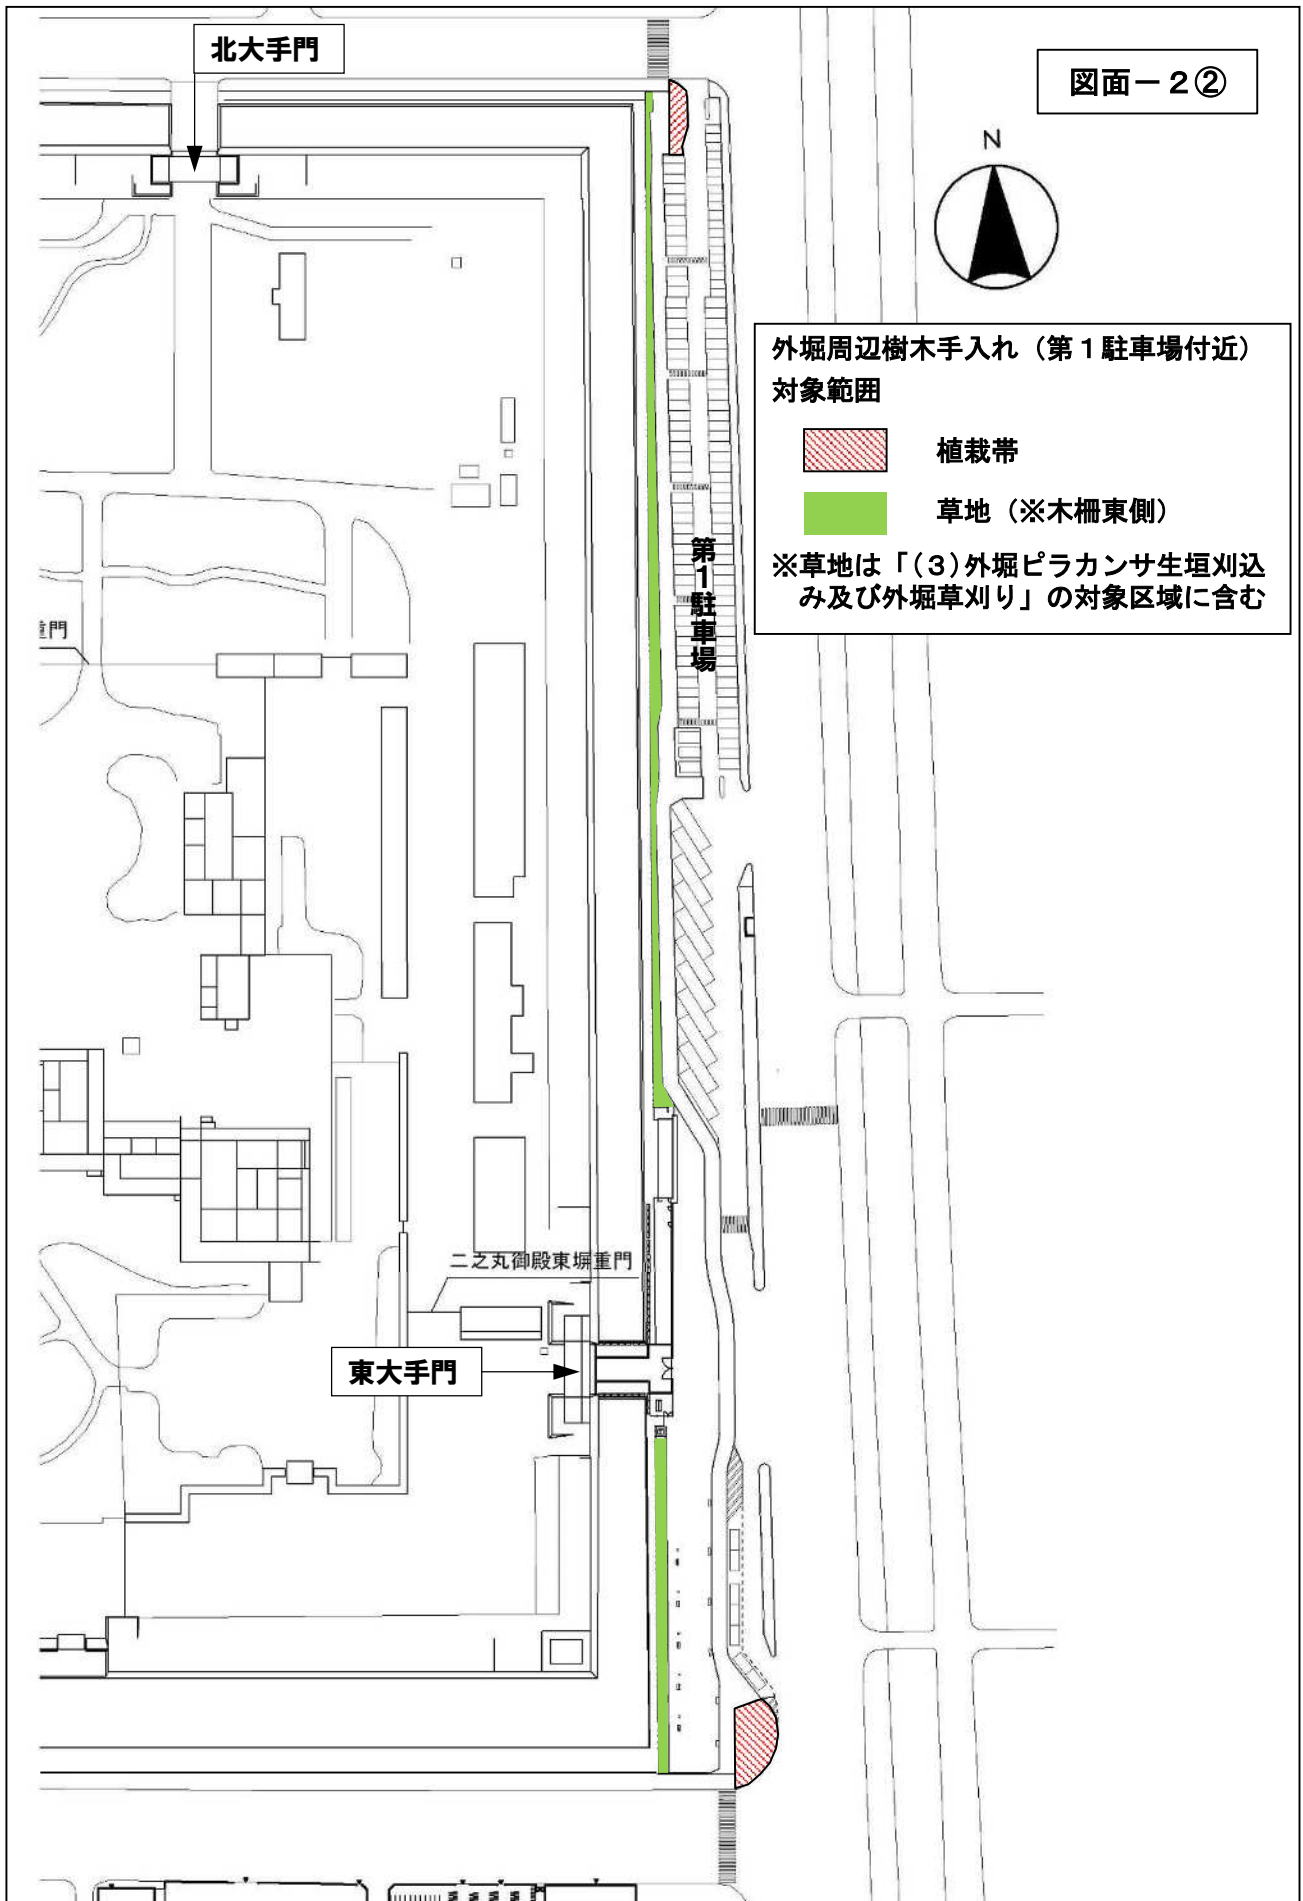 北大手門
図面－２②
N
外堀周辺樹木手入れ（第１駐車場付近）
対象範囲
植栽帯
草地（※木柵東側）
※草地は「(３)外堀ピラカンサ生垣刈込
み及び外堀草刈り」の対象区域に含む
第１駐車場
重門
二之丸御殿東塀重門
東大手門